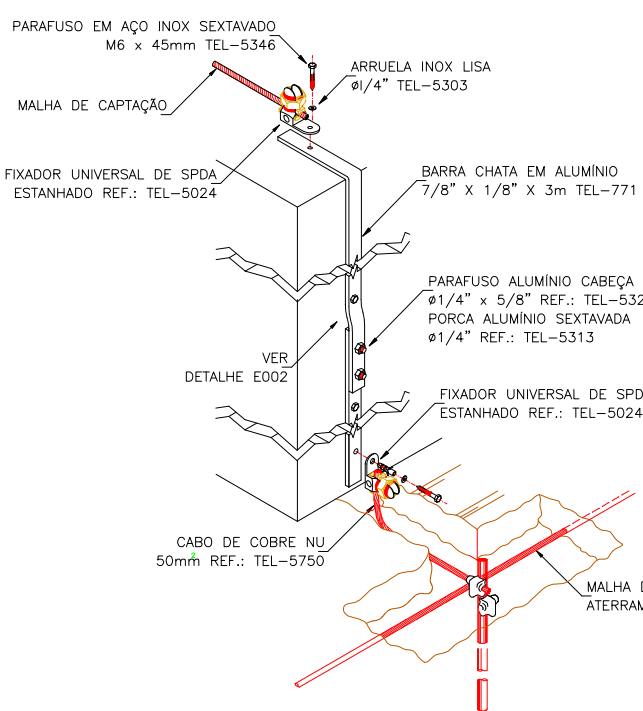 PARAFUSO EM AÇO INOX SEXTAVADO
M6 x 45mm TEL-5346
ARRUELA INOX LISA
ø1/4" TEL-5303
MALHA DE CAPTAÇÃO
FIXADOR UNIVERSAL DE SPDA
ESTANHADO REF.: TEL-5024
BARRA CHATA EM ALUMÍNIO
7/8" X 1/8" X 3m TEL-771
PARAFUSO ALUMÍNIO CABEÇA
ø1/4" x 5/8" REF.: TEL-532
PORCA ALUMÍNIO SEXTAVADA
ø1/4" REF.: TEL-5313
VER
DETALHE E002
FIXADOR UNIVERSAL DE SPD
ESTANHADO REF.: TEL-5024
CABO DE COBRE NU
50mm² REF.: TEL-5750
MALHA D
ATERRAM